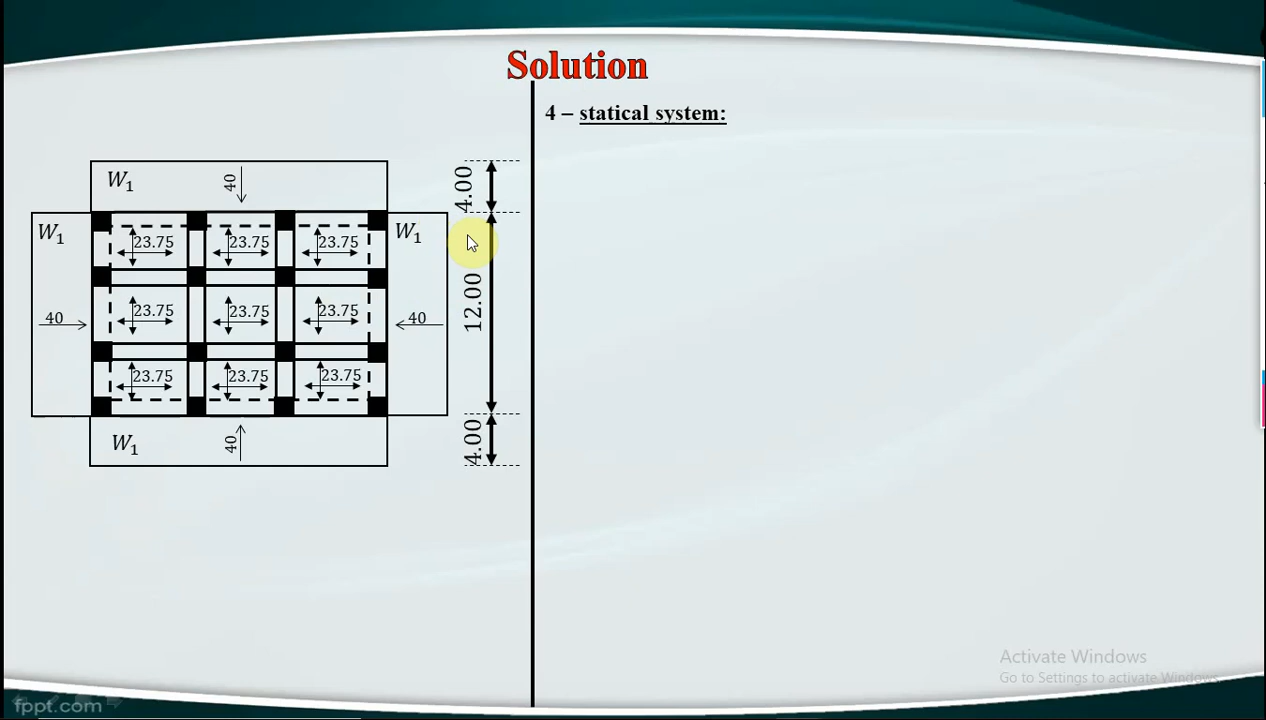 Solution
4 – statical system:
W₁
40
4.00
W₁
23.75
23.75
23.75
W₁
12.00
40
23.75
23.75
23.75
40
23.75
23.75
23.75
W₁
40
4.00
Activate Windows
Go to Settings to activate Windows.
fppt.com